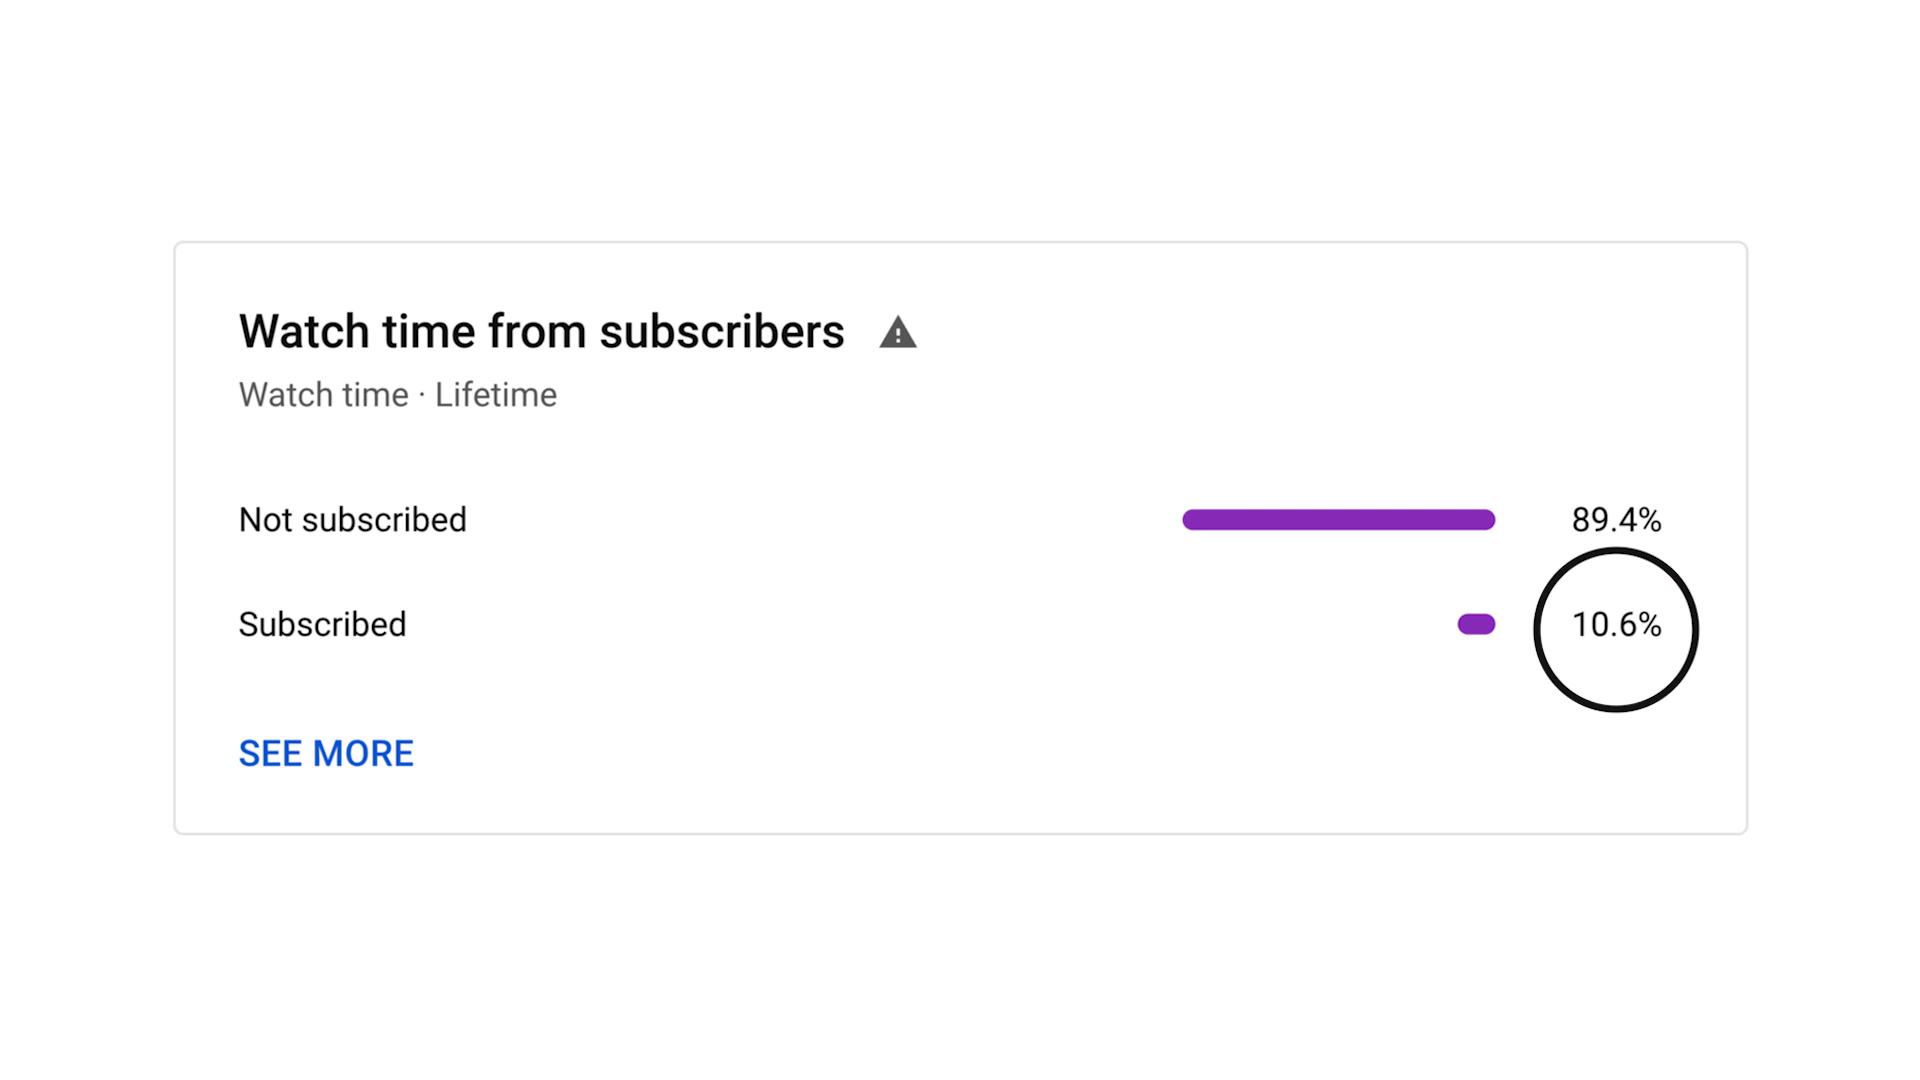 Watch time from subscribers
Watch time · Lifetime
Not subscribed 89.4%
Subscribed 10.6%
SEE MORE